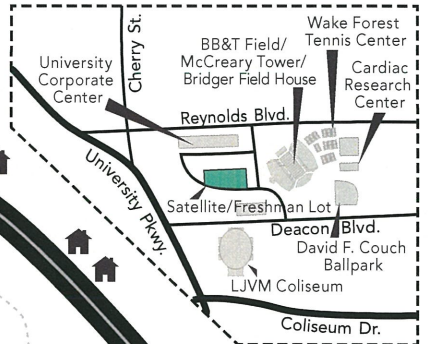 Cherry St.
Wake Forest
Tennis Center
BB&T Field/
McCreary Tower/
Bridger Field House
University
Corporate
Center
Cardiac
Research
Center
Reynolds Blvd.
University Pkwy.
Satellite/Freshman Lot
Deacon Blvd.
David F. Couch
Ballpark
LJVM Coliseum
Coliseum Dr.